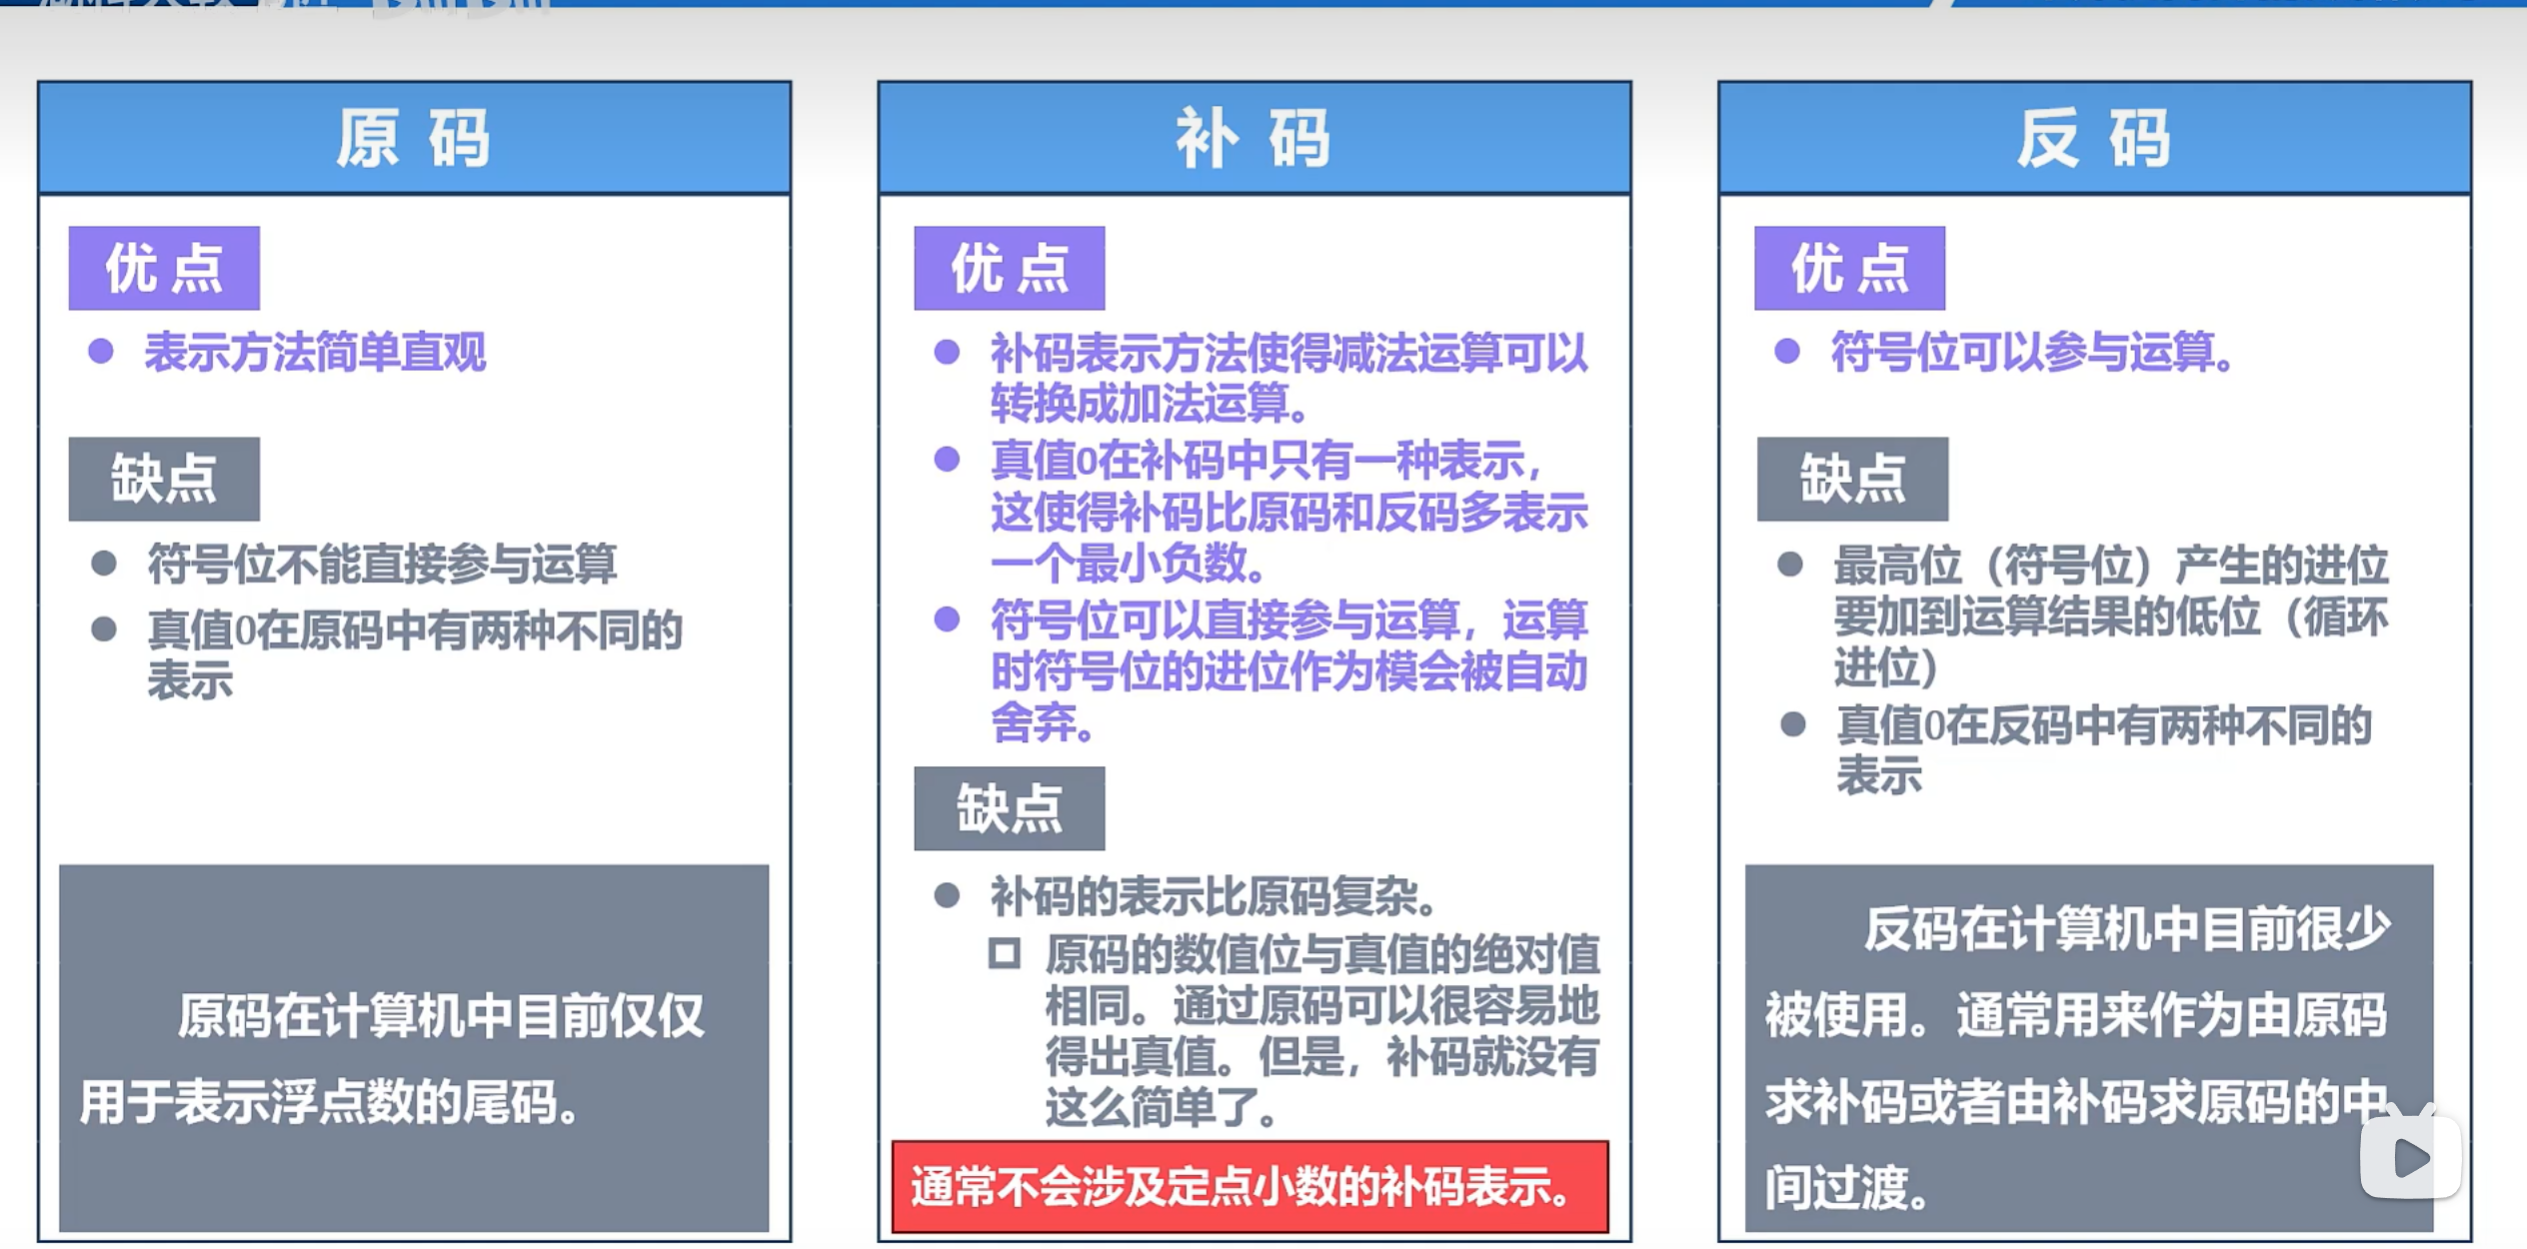 原码
优点
● 表示方法简单直观
缺点
● 符号位不能直接参与运算
● 真值0在原码中有两种不同的
表示
原码在计算机中目前仅仅
用于表示浮点数的尾码。
补码
优点
● 补码表示方法使得减法运算可以
转换成加法运算。
● 真值0在补码中只有一种表示，
这使得补码比原码和反码多表示
一个最小负数。
● 符号位可以直接参与运算，运算
时符号位的进位作为模会被自动
舍弃。
缺点
● 补码的表示比原码复杂。
□ 原码的数值位与真值的绝对值
相同。通过原码可以很容易地
得出真值。但是，补码就没有
这么简单了。
通常不会涉及定点小数的补码表示。
反码
优点
● 符号位可以参与运算。
缺点
● 最高位（符号位）产生的进位
要加到运算结果的低位（循环
进位）
● 真值0在反码中有两种不同的
表示
反码在计算机中目前很少
被使用。通常用来作为由原码
求补码或者由补码求原码的中
间过渡。